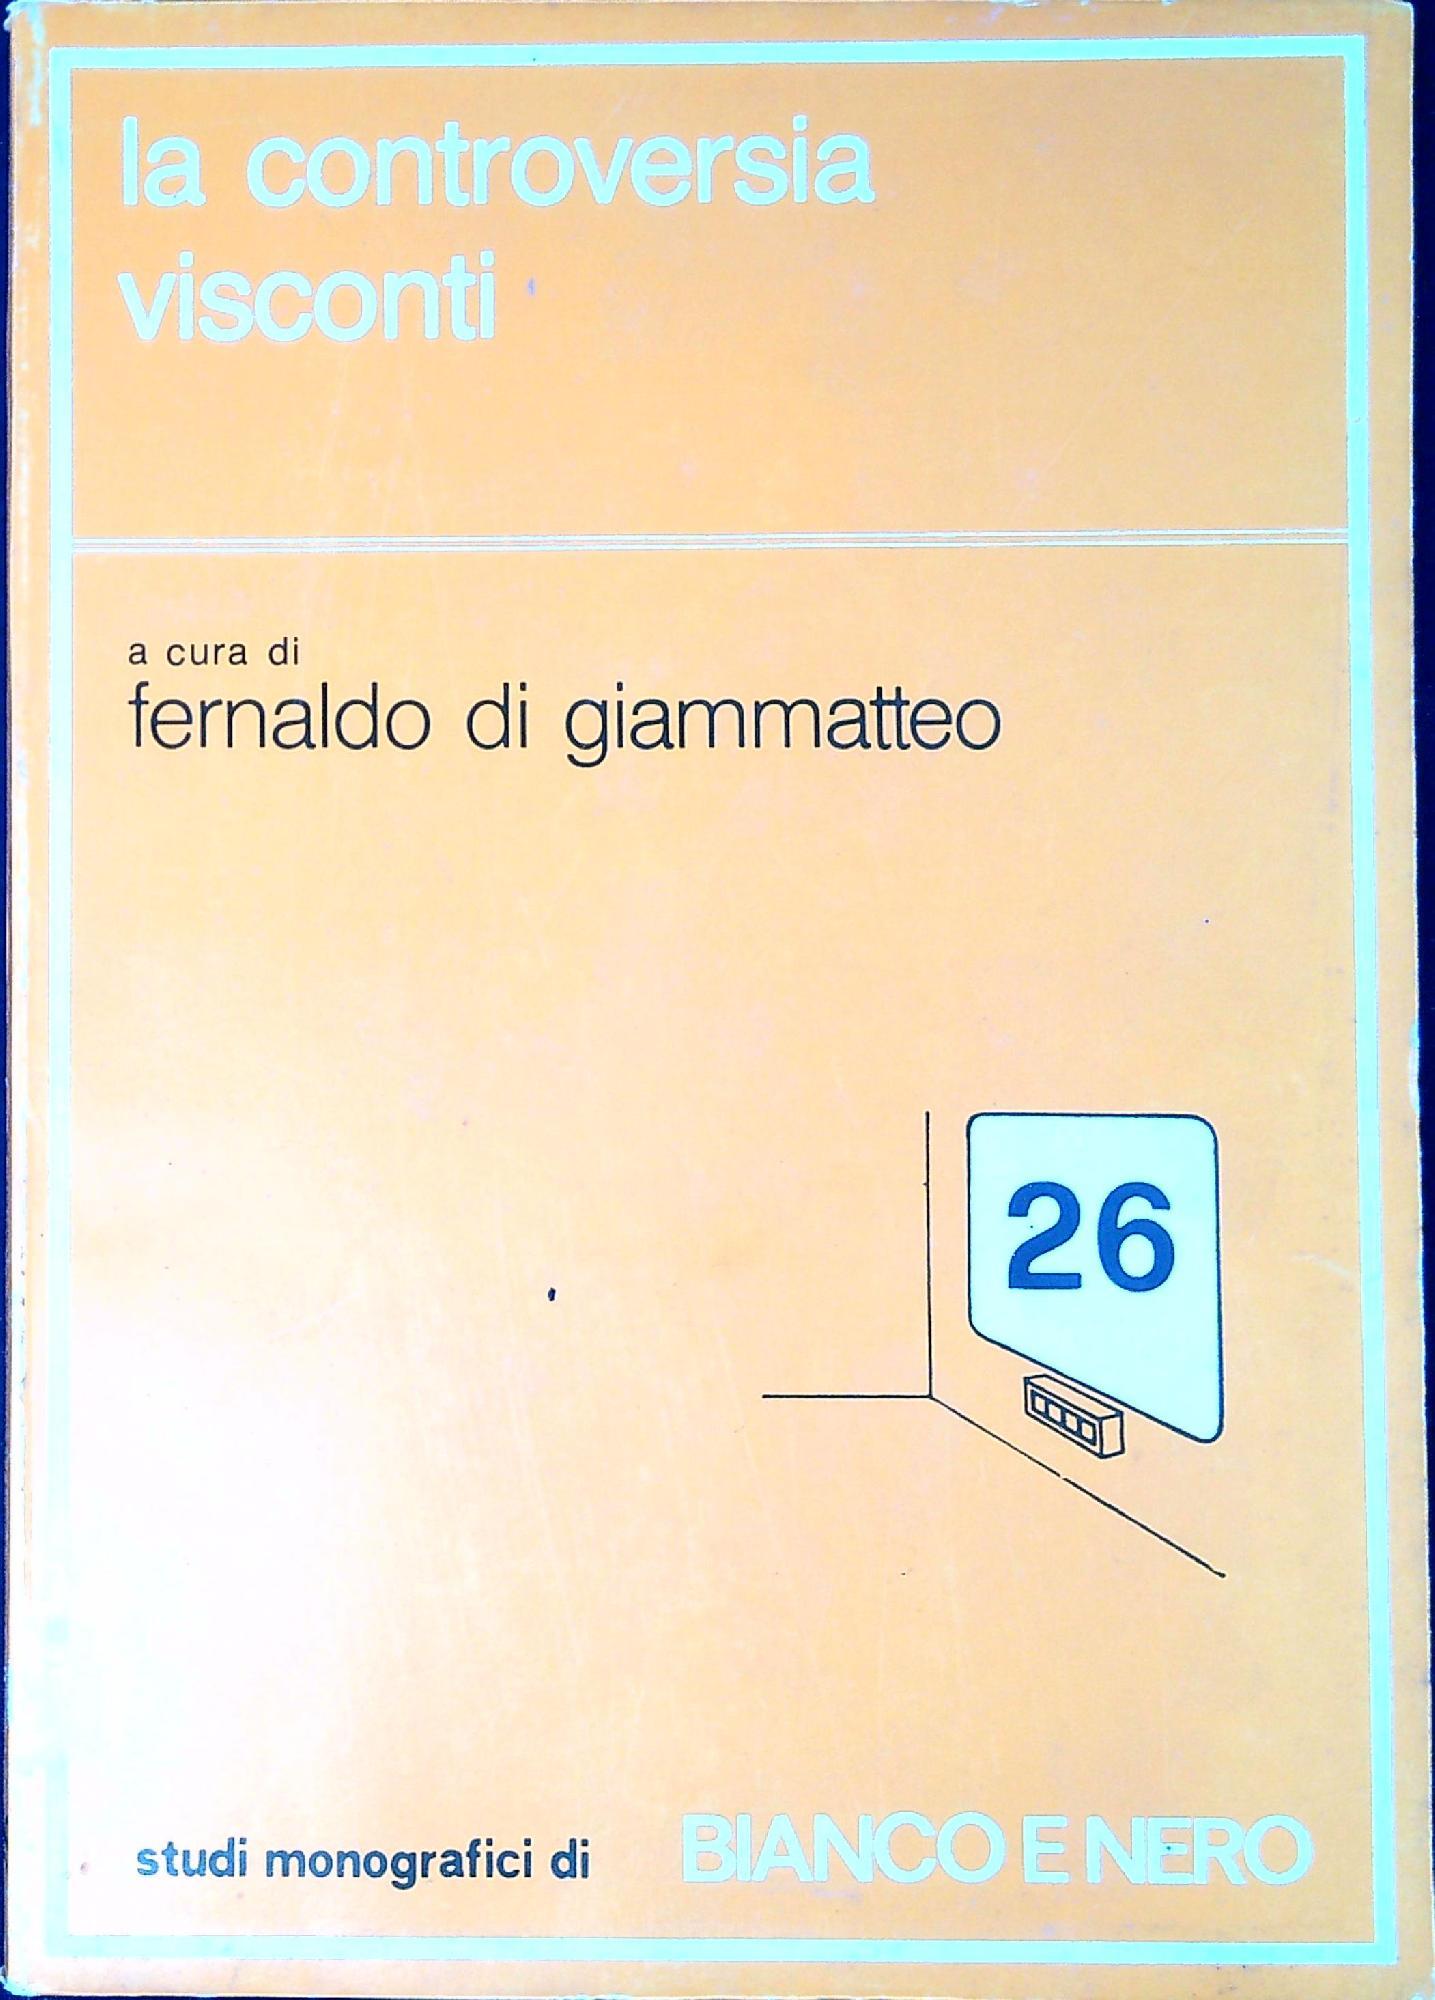 la controversia
visconti
a cura di
fernaldo di giammatteo
26
studi monografici di BIANCO E NERO